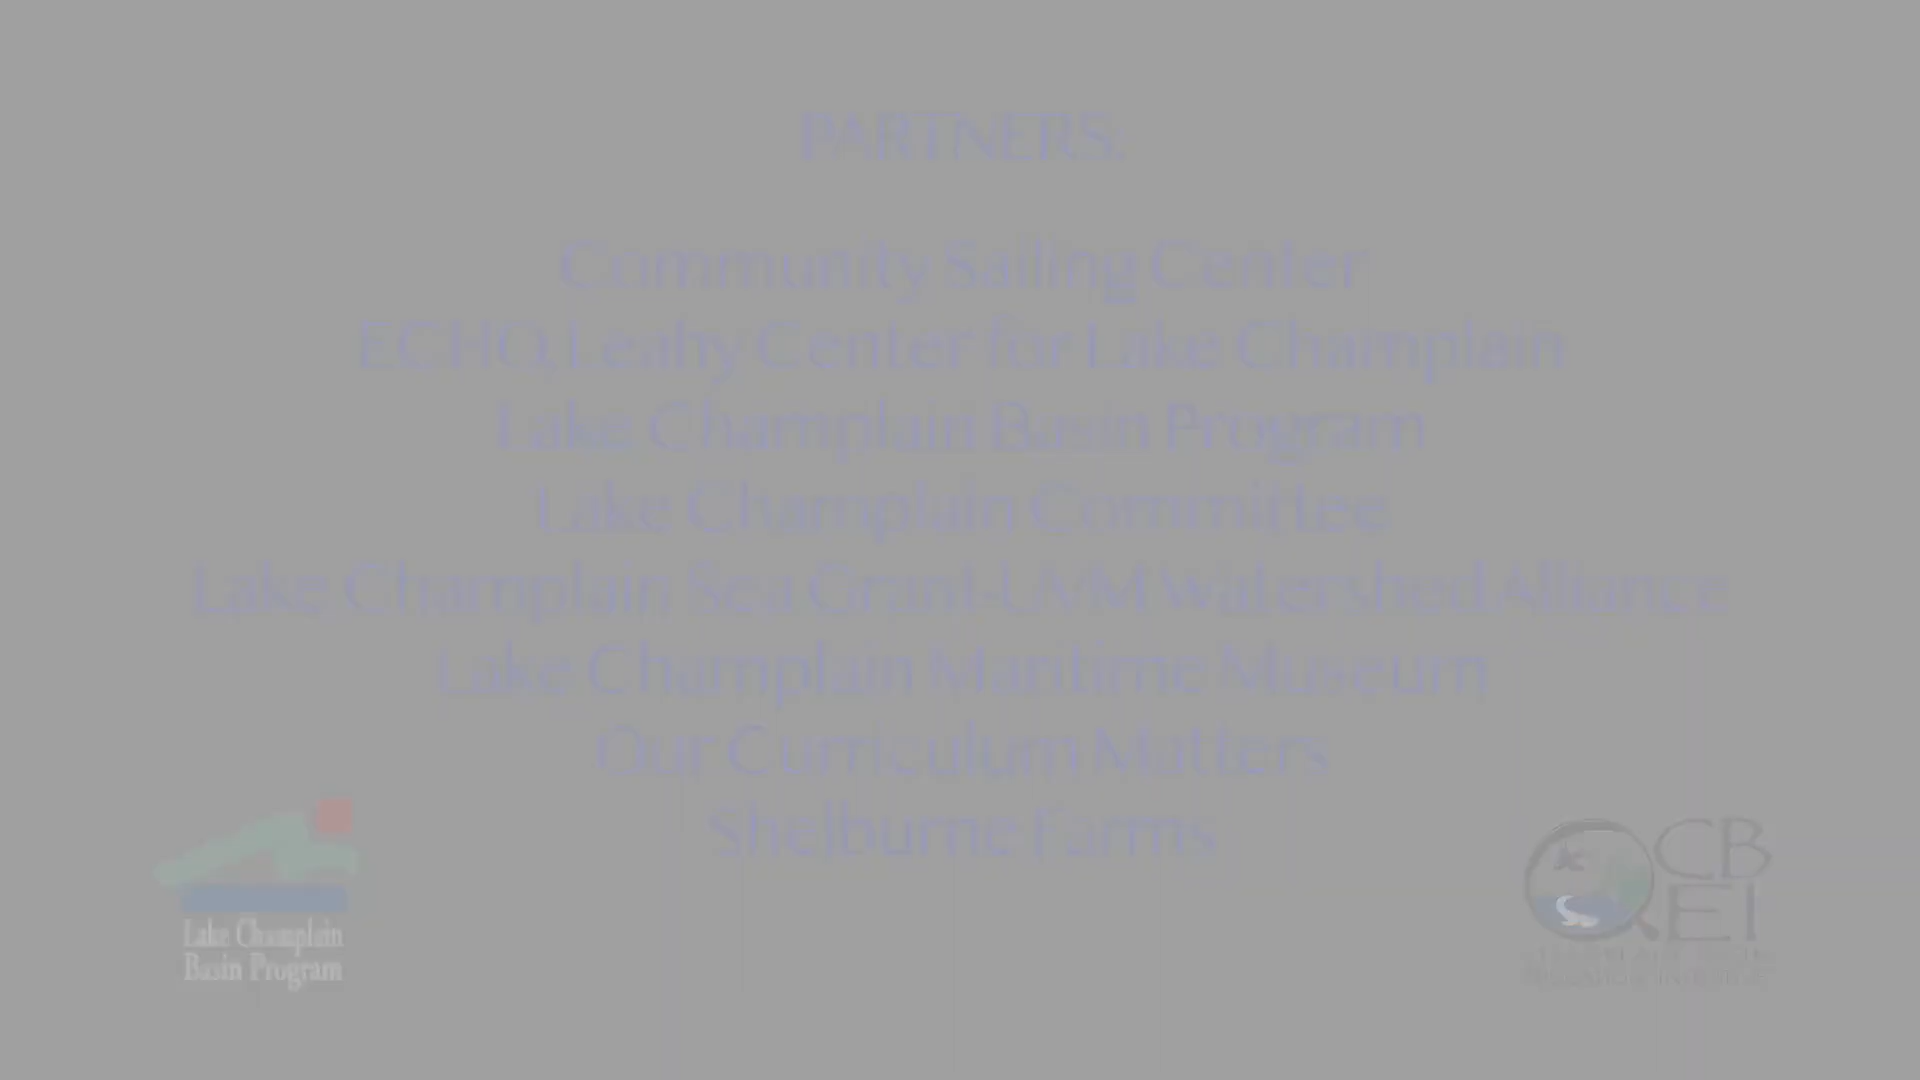 PARTNERS:
Community Sailing Center
ECHO, Leahy Center for Lake Champlain
Lake Champlain Basin Program
Lake Champlain Committee
Lake Champlain Sea Grant-UVM Watershed Alliance
Lake Champlain Maritime Museum
Our Curriculum Matters
Shelburne Farms
Lake Champlain
Basin Program
CB
EI